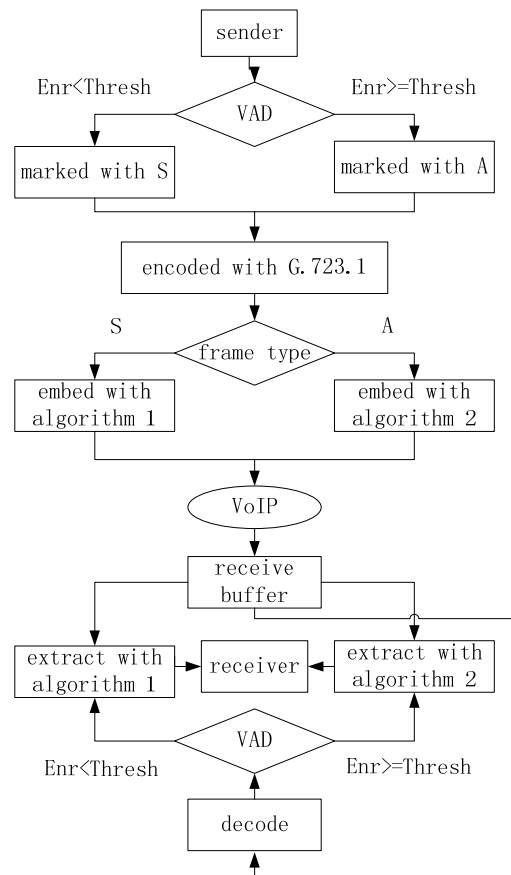 sender
Enr<Thresh
Enr>=Thresh
VAD
marked with S
marked with A
encoded with G.723.1
S
A
frame type
embed with
algorithm 1
embed with
algorithm 2
VoIP
receive
buffer
extract with
algorithm 1
receiver
extract with
algorithm 2
VAD
Enr<Thresh
Enr>=Thresh
decode